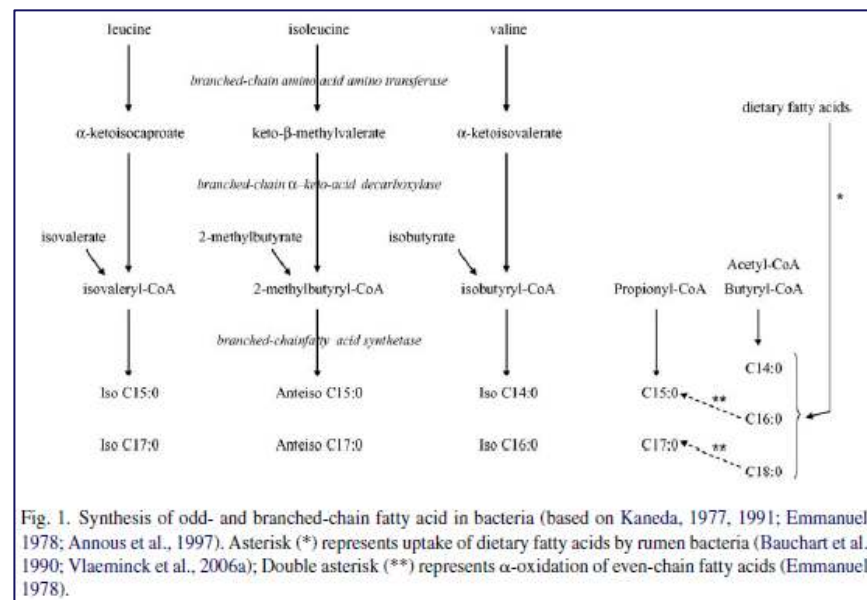 leucine isoleucine valine
branched-chain amino acid amino transferase
dietary fatty acids
α-ketoisocaproate keto-β-methylvalerate α-ketoisovalerate
branched-chain α-keto-acid decarboxylase
*
isovalerate 2-methylbutyrate isobutyrate
Acetyl-CoA
isovaleryl-CoA 2-methylbutyryl-CoA isobutyryl-CoA Propionyl-CoA Butyryl-CoA
branched-chainfatty acid synthetase
C14:0
Iso C15:0 Anteiso C15:0 Iso C14:0 C15:0 **
C16:0
Iso C17:0 Anteiso C17:0 Iso C16:0 C17:0 **
C18:0
Fig. 1. Synthesis of odd- and branched-chain fatty acid in bacteria (based on Kaneda, 1977, 1991; Emmanuel
1978; Annous et al., 1997). Asterisk (*) represents uptake of dietary fatty acids by rumen bacteria (Bauchart et al.
1990; Vlaeminck et al., 2006a); Double asterisk (**) represents α-oxidation of even-chain fatty acids (Emmanuel
1978).